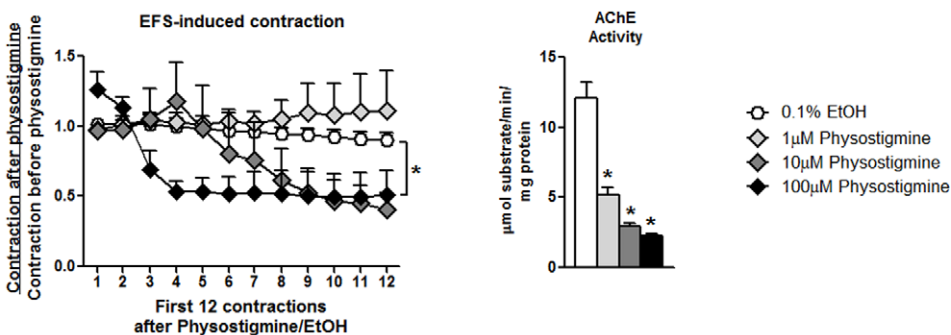 EFS-induced contraction
Contraction after physostigmine
Contraction before physostigmine
1.5
1.0
0.5
0.0
*
1 2 3 4 5 6 7 8 9 10 11 12
First 12 contractions
after Physostigmine/EtOH
AChE
Activity
µmol substrate/min/
mg protein
15
10
5
0
*
*
*
0.1% EtOH
1µM Physostigmine
10µM Physostigmine
100µM Physostigmine